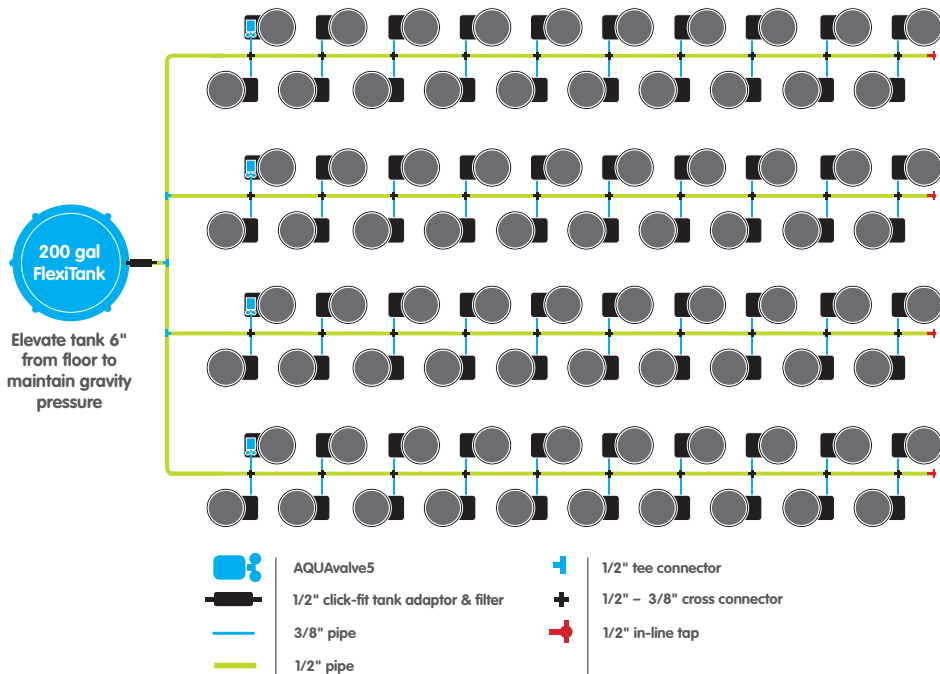 200 gal
FlexiTank
Elevate tank 6"
from floor to
maintain gravity
pressure
AQUAvalve5
1/2" click-fit tank adaptor & filter
3/8" pipe
1/2" pipe
1/2" tee connector
1/2" – 3/8" cross connector
1/2" in-line tap